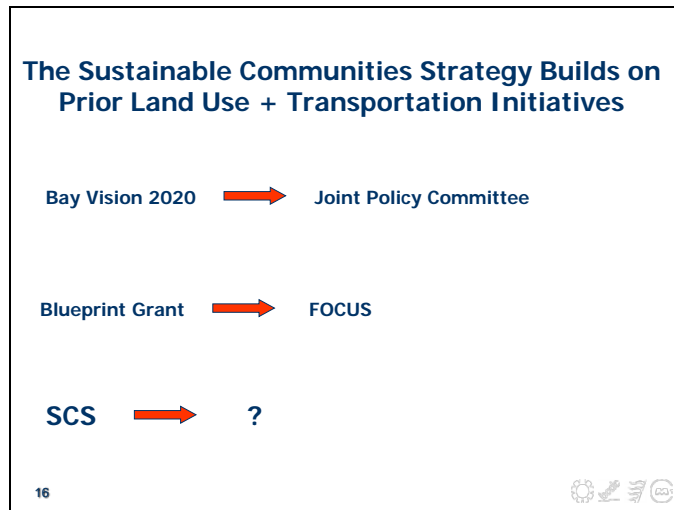 The Sustainable Communities Strategy Builds on
Prior Land Use + Transportation Initiatives
Bay Vision 2020 Joint Policy Committee
Blueprint Grant FOCUS
SCS ?
16